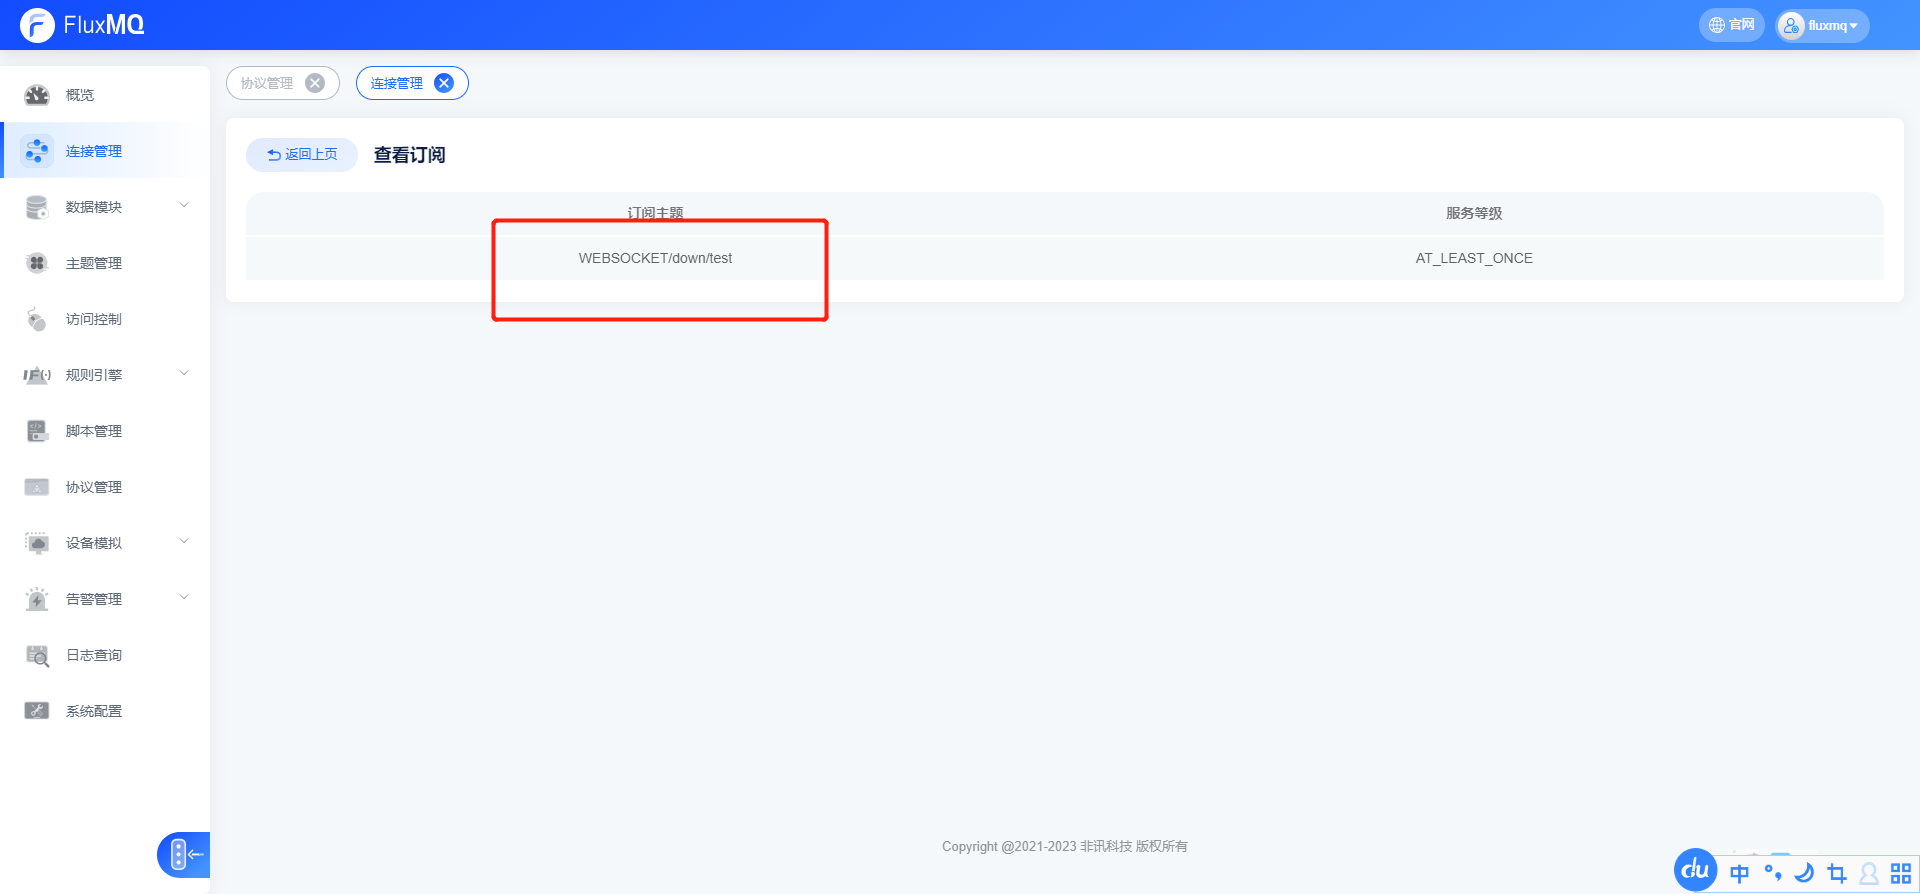 FluxMQ
官网
fluxmq
概览
连接管理
数据模块
主题管理
访问控制
规则引擎
脚本管理
协议管理
设备模拟
告警管理
日志查询
系统配置
协议管理
连接管理
返回上页
查看订阅
订阅主题
服务等级
WEBSOCKET/down/test
AT_LEAST_ONCE
Copyright @2021-2023 非讯科技 版权所有
du
中